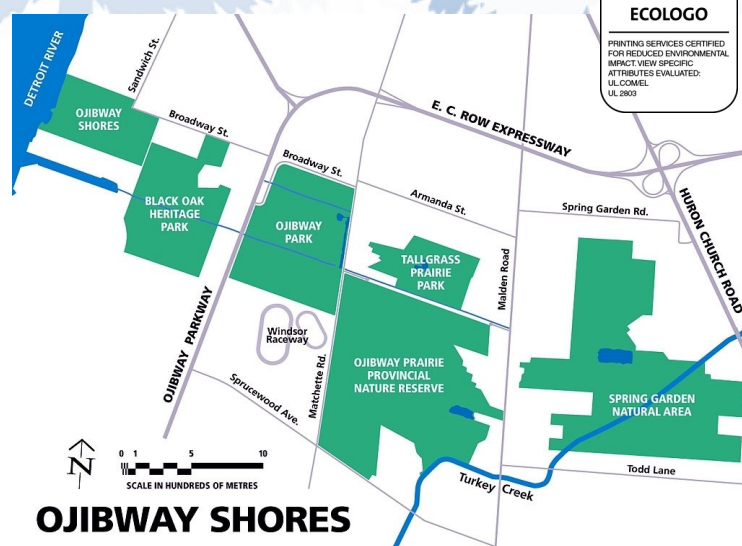 ECOLOGO
PRINTING SERVICES CERTIFIED
FOR REDUCED ENVIRONMENTAL
IMPACT. VIEW SPECIFIC
ATTRIBUTES EVALUATED:
UL.COM/EL
UL 2803
DETROIT RIVER
Sandwich St.
OJIBWAY
SHORES
Broadway St.
E. C. ROW EXPRESSWAY
Broadway St.
BLACK OAK
HERITAGE
PARK
OJIBWAY
PARK
Armanda St.
Spring Garden Rd.
HURON CHURCH ROAD
TALLGRASS
PRAIRIE
PARK
Malden Road
OJIBWAY PARKWAY
Windsor
Raceway
Matchette Rd.
OJIBWAY PRAIRIE
PROVINCIAL
NATURE RESERVE
Sprucewood Ave.
SPRING GARDEN
NATURAL AREA
Todd Lane
Turkey Creek
N
0 1 5 10
SCALE IN HUNDREDS OF METRES
OJIBWAY SHORES